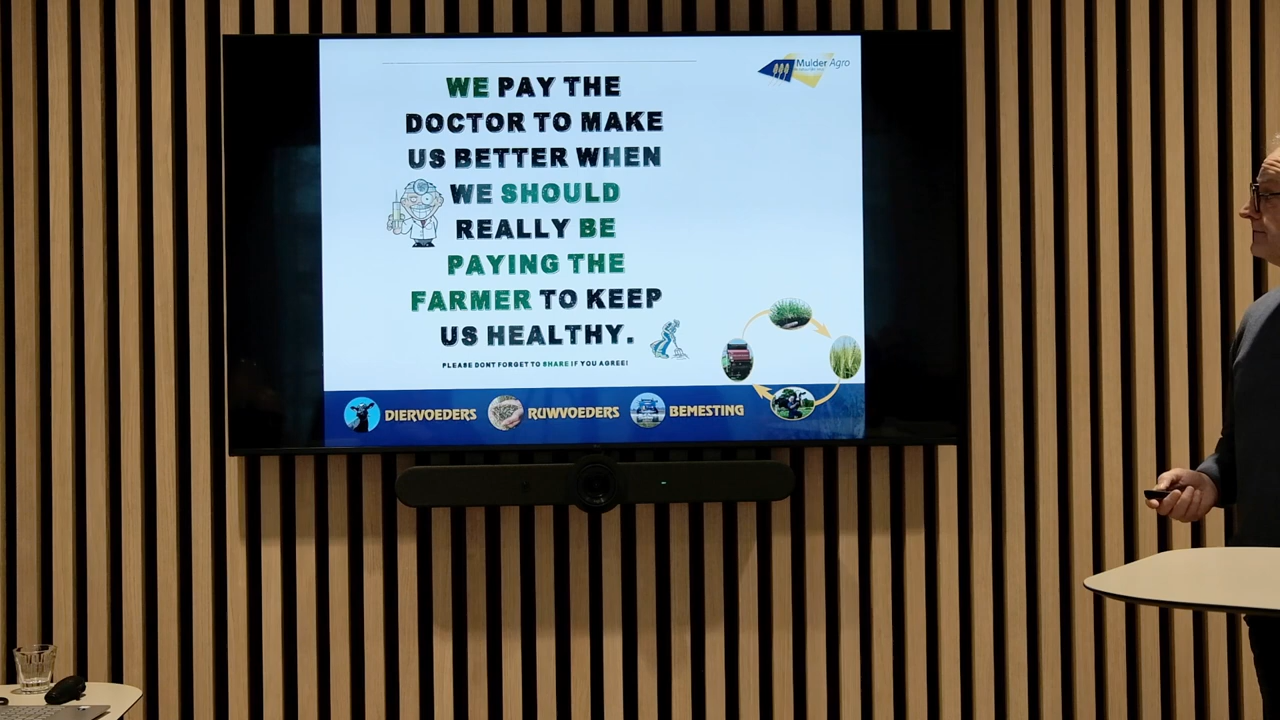 Mulder Agro
WE PAY THE
DOCTOR TO MAKE
US BETTER WHEN
WE SHOULD
REALLY BE
PAYING THE
FARMER TO KEEP
US HEALTHY.
PLEASE DONT FORGET TO SHARE IF YOU AGREE!
DIERVOEDERS RUWVOEDERS BEMESTING